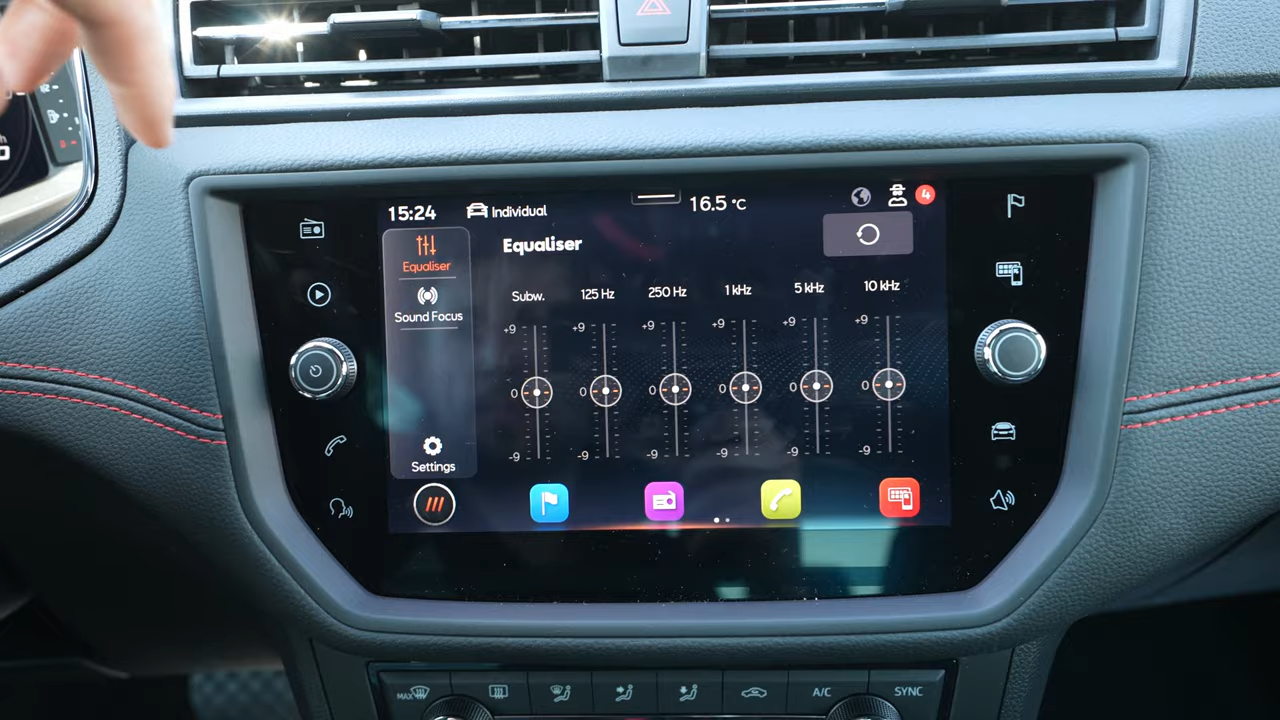 15:24 Individual 16.5 °C 4
Equaliser
Equaliser
Sound Focus
Settings
Subw. 125 Hz 250 Hz 1 kHz 5 kHz 10 kHz
+9 +9 +9 +9 +9 +9
0 0 0 0 0 0
-9 -9 -9 -9 -9 -9
MAX A/C SYNC